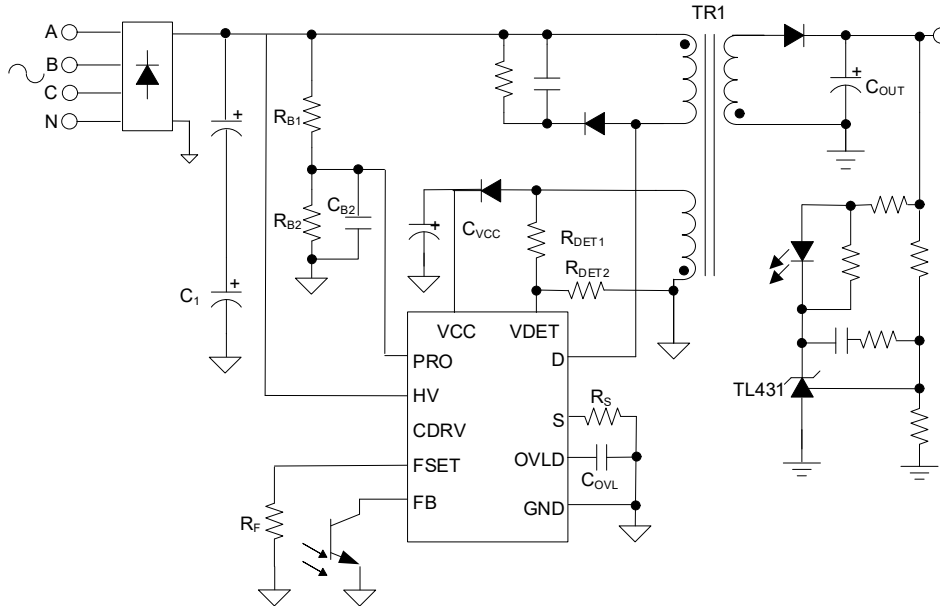 TR1
A
B
C
N
+
+
C1
RB1
RB2
CB2
+
CVCC
RDET1
RDET2
+
COUT
VCC
VDET
PRO
HV
CDRV
FSET
FB
D
S
OVLD
GND
RS
COVL
RF
TL431